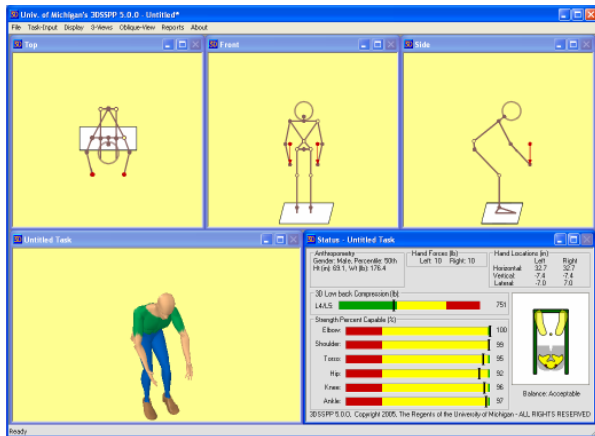 Univ. of Michigan's 3DSSPP 5.0.0 - Untitled*
File Task-Input Display 3-Views Oblique-View Reports About
Top
Front
Side
Untitled Task
Status - Untitled Task
Anthropometry
Gender: Male, Percentile: 50th
Ht (in): 69.1, Wt (lb): 176.4
Hand Forces (lb)
Left: 10 Right: 10
Hand Locations (in)
Left Right
Horizontal: 32.7 32.7
Vertical: -7.4 -7.4
Lateral: -7.0 7.0
3D Low back Compression (lb)
L4/L5: 751
Strength Percent Capable (%)
Elbow: 100
Shoulder: 99
Torso: 95
Hip: 92
Knee: 96
Ankle: 97
Balance: Acceptable
3DSSPP 5.0.0, Copyright 2005, The Regents of the University of Michigan - ALL RIGHTS RESERVED
Ready